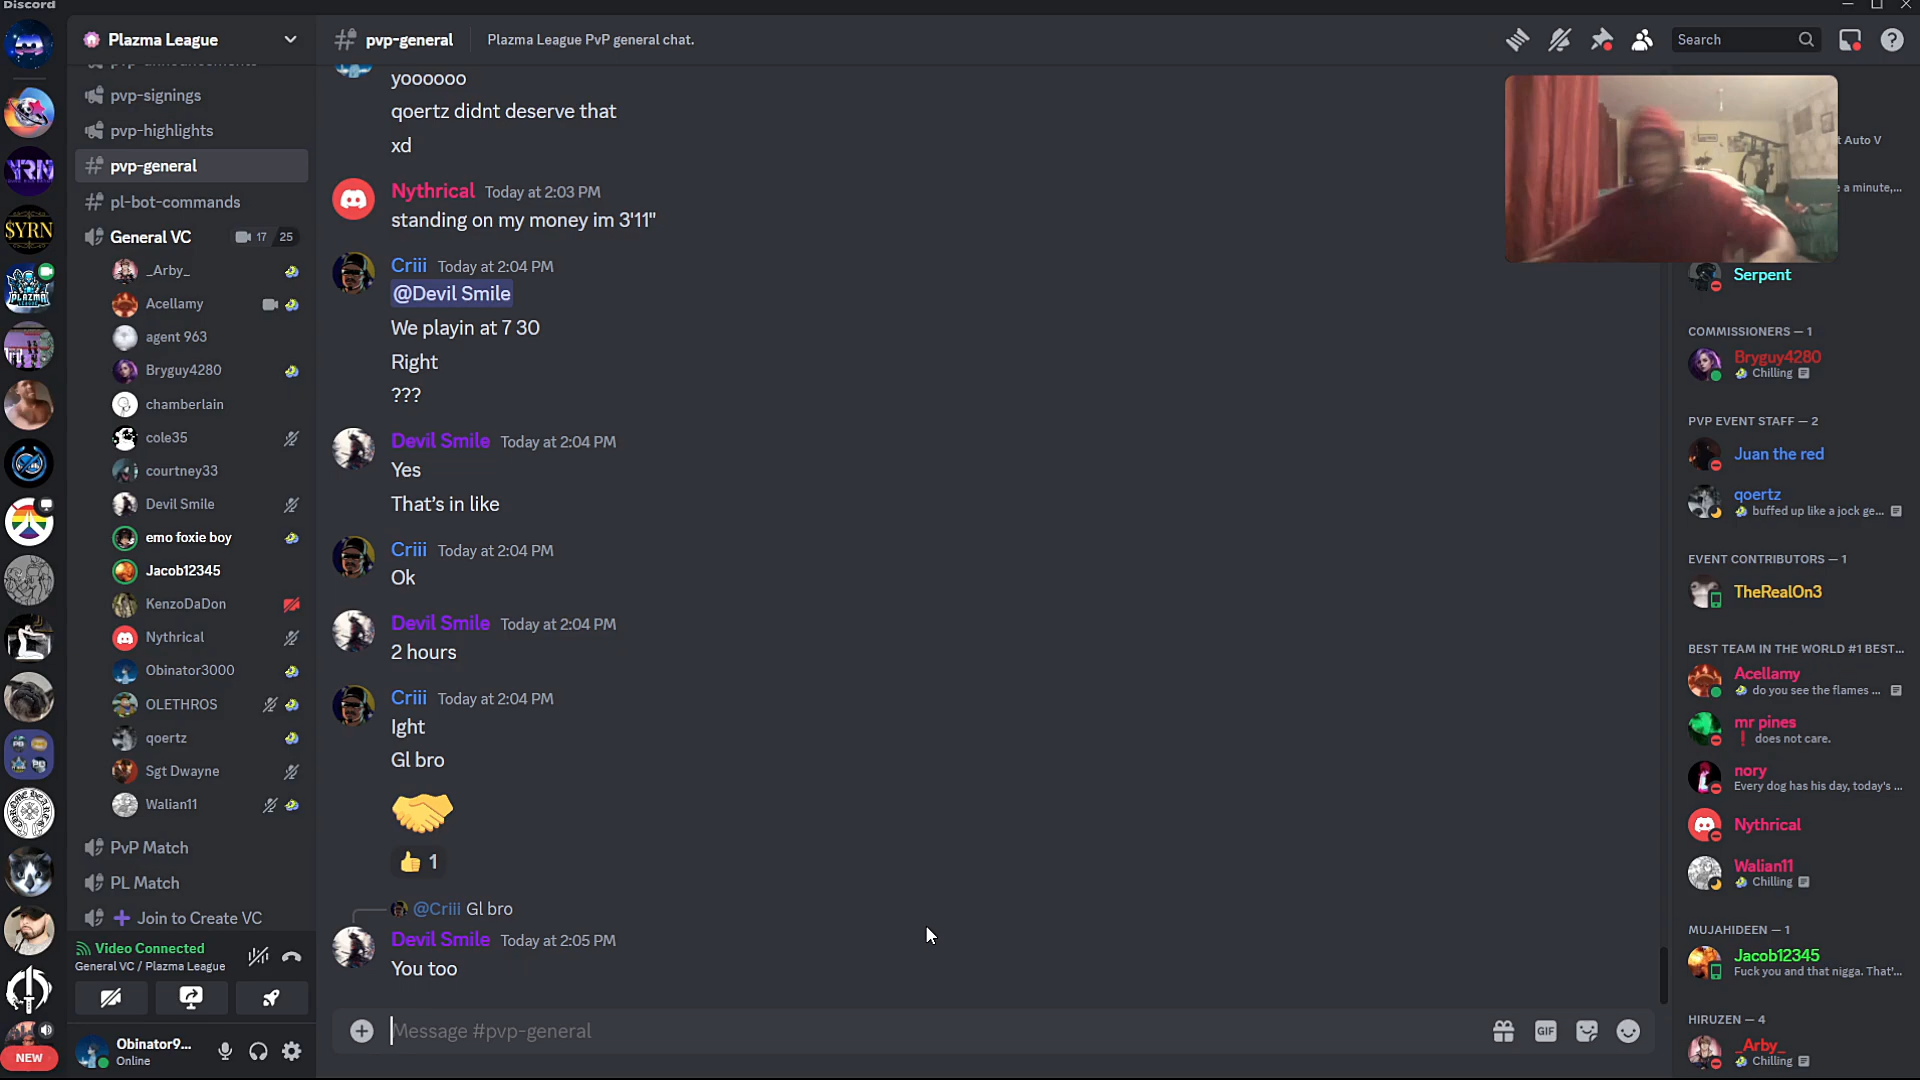 Discord
Plazma League
pvp-announcements
pvp-signings
pvp-highlights
pvp-general
pl-bot-commands
General VC 17 25
_Arby_
Acellamy
agent 963
Bryguy4280
chamberlain
cole35
courtney33
Devil Smile
emo foxie boy
Jacob12345
KenzoDaDon
Nythrical
Obinator3000
OLETHROS
qoertz
Sgt Dwayne
Walian11
PvP Match
PL Match
Join to Create VC
Video Connected
General VC / Plazma League
Obinator9...
Online
YRN
$YRN
PLAZMA
NEW
pvp-general Plazma League PvP general chat.
Search
yoooooo
qoertz didnt deserve that
xd
Nythrical Today at 2:03 PM
standing on my money im 3'11"
Criii Today at 2:04 PM
@Devil Smile
We playin at 7 30
Right
???
Devil Smile Today at 2:04 PM
Yes
That's in like
Criii Today at 2:04 PM
Ok
Devil Smile Today at 2:04 PM
2 hours
Criii Today at 2:04 PM
Ight
Gl bro
1
@Criii Gl bro
Devil Smile Today at 2:05 PM
You too
Message #pvp-general
GIF
t Auto V
e a minute,...
Serpent
COMMISSIONERS — 1
Bryguy4280
Chilling
PVP EVENT STAFF — 2
Juan the red
qoertz
buffed up like a jock ge...
EVENT CONTRIBUTORS — 1
TheRealOn3
BEST TEAM IN THE WORLD #1 BEST...
Acellamy
do you see the flames ...
mr pines
does not care.
nory
Every dog has his day, today's ...
Nythrical
Walian11
Chilling
MUJAHIDEEN — 1
Jacob12345
Fuck you and that nigga. That'...
HIRUZEN — 4
_Arby_
Chilling